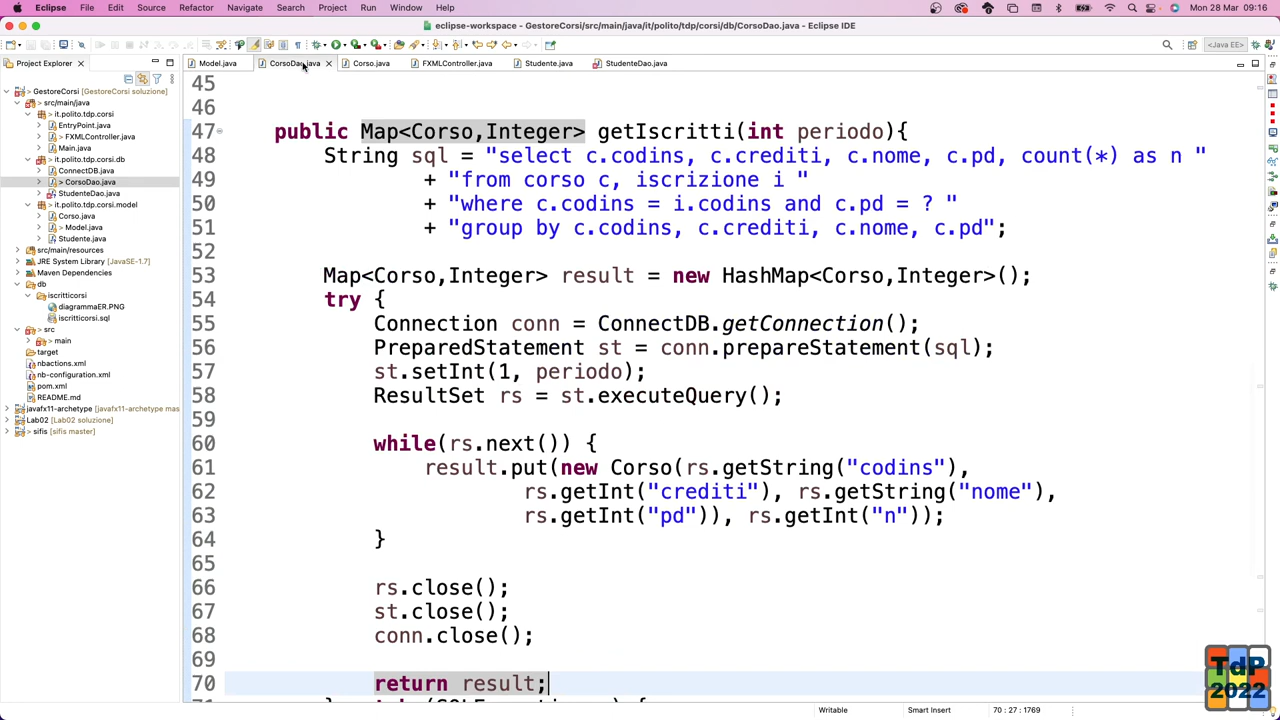 Eclipse File Edit Source Refactor Navigate Search Project Run Window Help Mon 28 Mar 09:16
eclipse-workspace - GestoreCorsi/src/main/java/it/polito/tdp/corsi/db/CorsoDao.java - Eclipse IDE
<Java EE>
Project Explorer
Model.java CorsoDao.java Corso.java FXMLController.java Studente.java StudenteDao.java
GestoreCorsi [GestoreCorsi soluzione]
src/main/java
> it.polito.tdp.corsi
EntryPoint.java
> FXMLController.java
Main.java
> it.polito.tdp.corsi.db
ConnectDB.java
> CorsoDao.java
StudenteDao.java
> it.polito.tdp.corsi.model
Corso.java
> Model.java
Studente.java
src/main/resources
JRE System Library [JavaSE-1.7]
Maven Dependencies
db
iscritticorsi
diagrammaER.PNG
iscritticorsi.sql
> src
> main
target
nbactions.xml
nb-configuration.xml
pom.xml
README.md
javafx11-archetype [javafx11-archetype mas
Lab02 [Lab02 soluzione]
> sifis [sifis master]
45
46
47 public Map<Corso,Integer> getIscritti(int periodo){
48 String sql = "select c.codins, c.crediti, c.nome, c.pd, count(*) as n "
49 + "from corso c, iscrizione i "
50 + "where c.codins = i.codins and c.pd = ? "
51 + "group by c.codins, c.crediti, c.nome, c.pd";
52
53 Map<Corso,Integer> result = new HashMap<Corso,Integer>();
54 try {
55 Connection conn = ConnectDB.getConnection();
56 PreparedStatement st = conn.prepareStatement(sql);
57 st.setInt(1, periodo);
58 ResultSet rs = st.executeQuery();
59
60 while(rs.next()) {
61 result.put(new Corso(rs.getString("codins"),
62 rs.getInt("crediti"), rs.getString("nome"),
63 rs.getInt("pd")), rs.getInt("n"));
64 }
65
66 rs.close();
67 st.close();
68 conn.close();
69
70 return result;
Writable Smart Insert 70 : 27 : 1769
TdP
2022